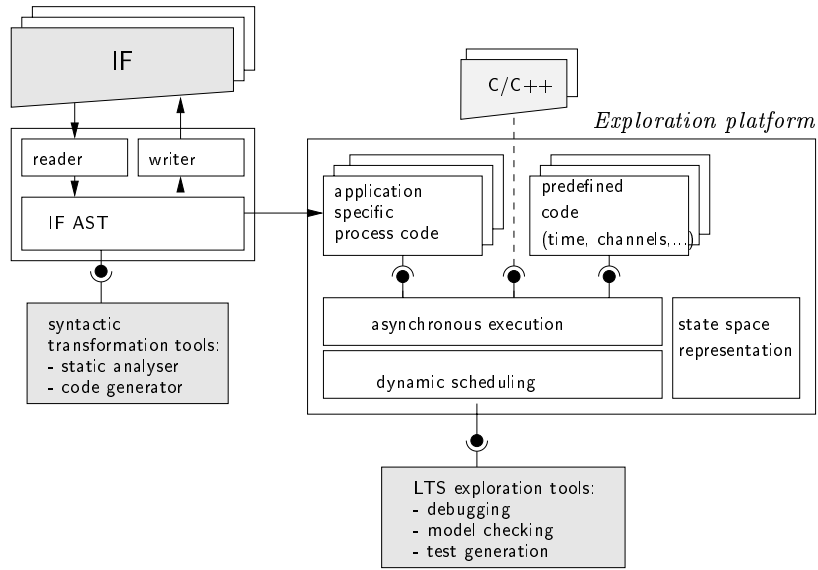 IF
C/C++
Exploration platform
reader
writer
IF AST
application
specific
process code
predefined
code
(time, channels,...)
syntactic
transformation tools:
- static analyser
- code generator
asynchronous execution
dynamic scheduling
state space
representation
LTS exploration tools:
- debugging
- model checking
- test generation